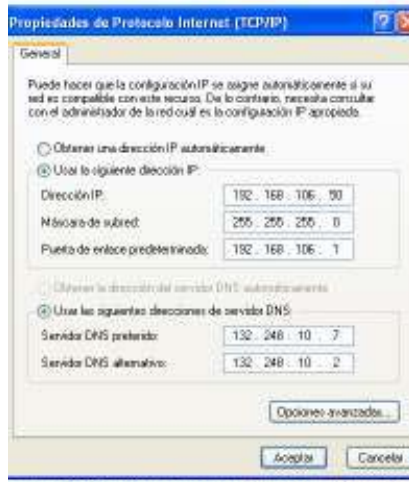 Propiedades de Protocolo Internet (TCP/IP)
General
Puede hacer que la configuración IP se asigne automáticamente si su
red es compatible con este recurso. De lo contrario, necesita consultar
con el administrador de la red cuál es la configuración IP apropiada.
Obtener una dirección IP automáticamente
Usar la siguiente dirección IP:
Dirección IP: 192 . 168 . 106 . 90
Máscara de subred: 255 . 255 . 255 . 0
Puerta de enlace predeterminada: 192 . 168 . 106 . 1
Obtener la dirección del servidor DNS automáticamente
Usar las siguientes direcciones de servidor DNS:
Servidor DNS preferido: 132 . 248 . 10 . 7
Servidor DNS alternativo: 132 . 248 . 10 . 2
Opciones avanzadas...
Aceptar
Cancelar